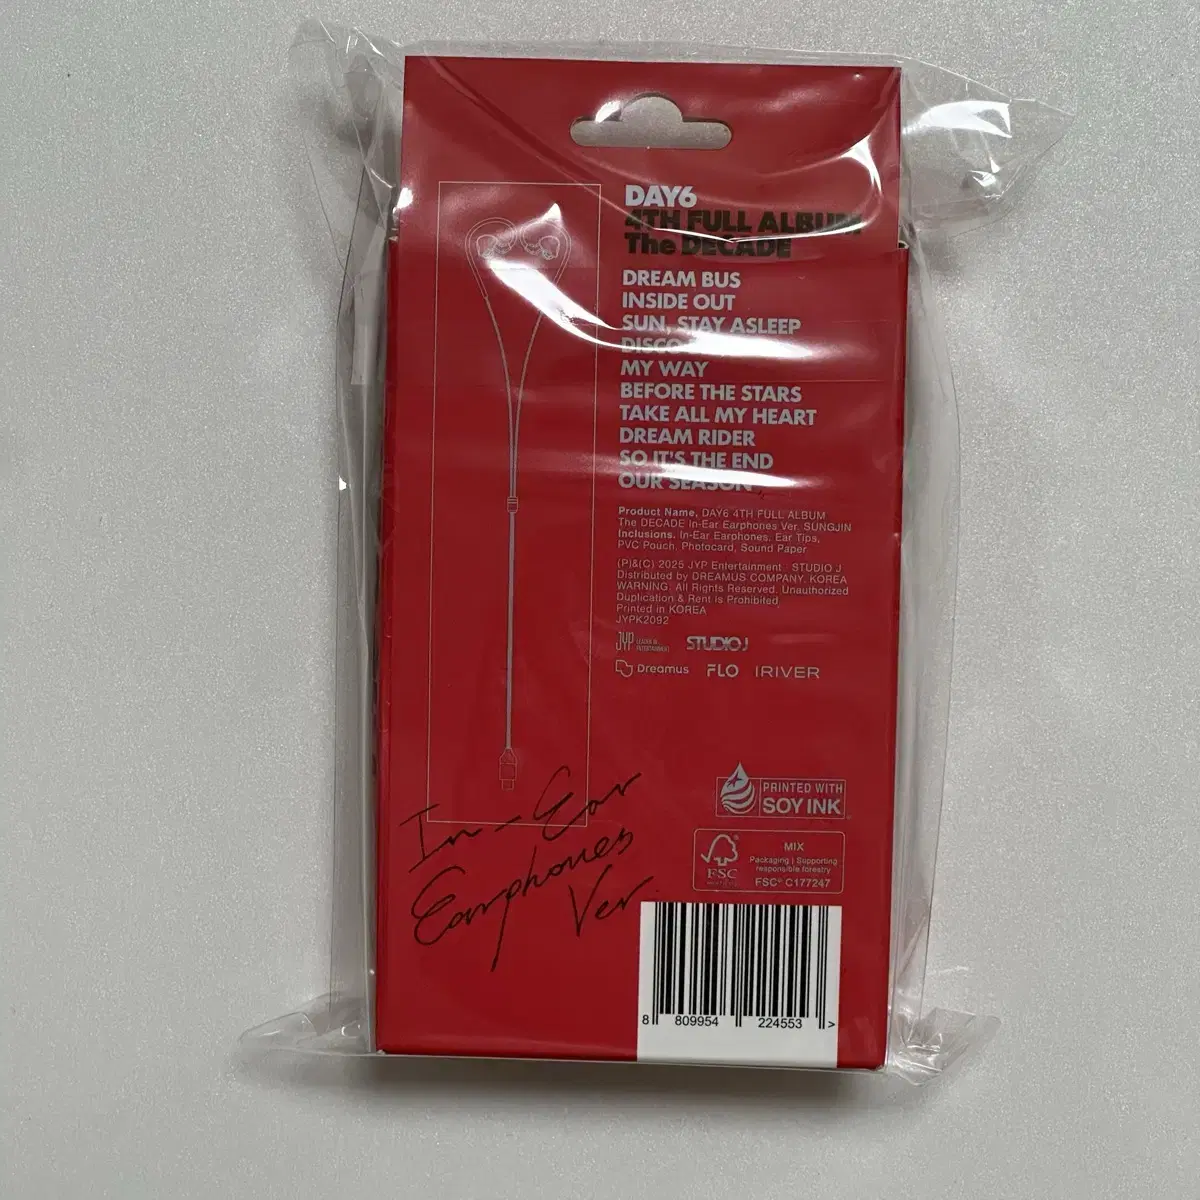 DAY6
4TH FULL ALBUM
The DECADE
DREAM BUS
INSIDE OUT
SUN, STAY ASLEEP
MY WAY
BEFORE THE STARS
TAKE ALL MY HEART
DREAM RIDER
SO IT'S THE END
OUR SEASON
Product Name. DAY6 4TH FULL ALBUM
The DECADE In-Ear Earphones Ver. SUNGJIN
Inclusions. In-Ear Earphones, Ear Tips,
PVC Pouch, Photocard, Sound Paper
(P)&(C) 2025 JYP Entertainment · STUDIO J
Distributed by DREAMUS COMPANY. KOREA
WARNING. All Rights Reserved. Unauthorized
Duplication & Rent is Prohibited
Printed in KOREA
JYPK2092
JYP LEADER IN ENTERTAINMENT STUDIO J
Dreamus FLO IRIVER
In-Ear
Earphones
Ver.
PRINTED WITH
SOY INK
FSC
MIX
Packaging | Supporting
responsible forestry
FSC® C177247
8 809954 224553 >